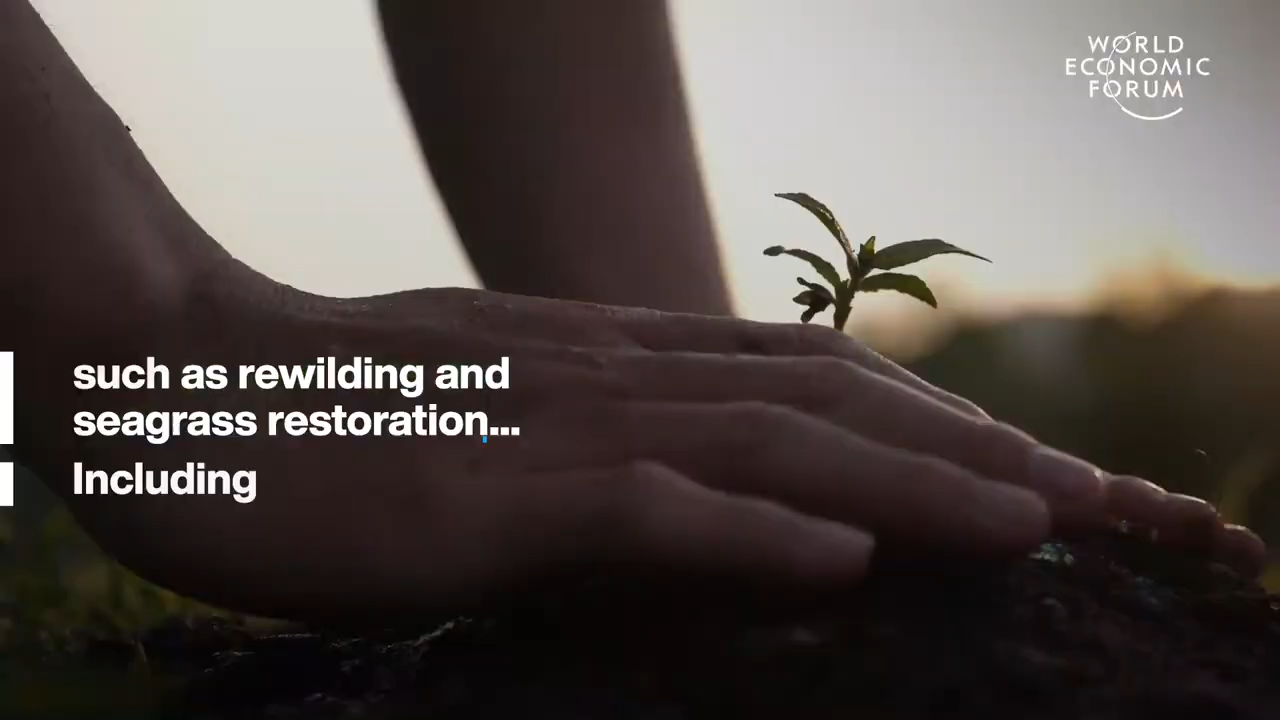 WORLD
ECONOMIC
FORUM
such as rewilding and
seagrass restoration...
Including